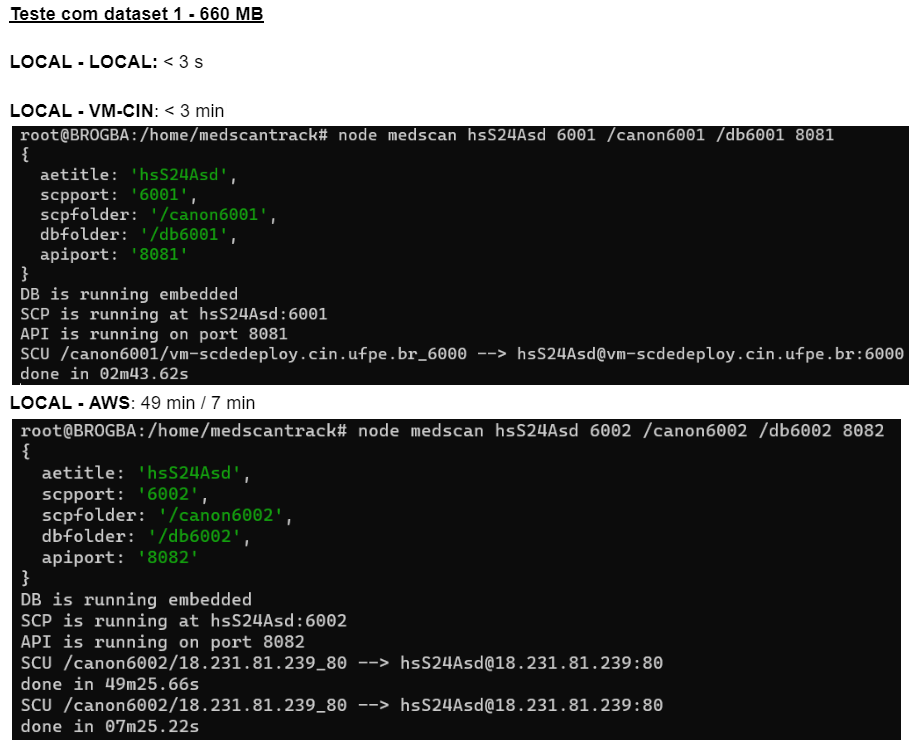 Teste com dataset 1 - 660 MB
LOCAL - LOCAL: < 3 s
LOCAL - VM-CIN: < 3 min
root@BROGBA:/home/medscantrack# node medscan hsS24Asd 6001 /canon6001 /db6001 8081
{
  aetitle: 'hsS24Asd',
  scpport: '6001',
  scpfolder: '/canon6001',
  dbfolder: '/db6001',
  apiport: '8081'
}
DB is running embedded
SCP is running at hsS24Asd:6001
API is running on port 8081
SCU /canon6001/vm-scdedeploy.cin.ufpe.br_6000 --> hsS24Asd@vm-scdedeploy.cin.ufpe.br:6000
done in 02m43.62s
LOCAL - AWS: 49 min / 7 min
root@BROGBA:/home/medscantrack# node medscan hsS24Asd 6002 /canon6002 /db6002 8082
{
  aetitle: 'hsS24Asd',
  scpport: '6002',
  scpfolder: '/canon6002',
  dbfolder: '/db6002',
  apiport: '8082'
}
DB is running embedded
SCP is running at hsS24Asd:6002
API is running on port 8082
SCU /canon6002/18.231.81.239_80 --> hsS24Asd@18.231.81.239:80
done in 49m25.66s
SCU /canon6002/18.231.81.239_80 --> hsS24Asd@18.231.81.239:80
done in 07m25.22s